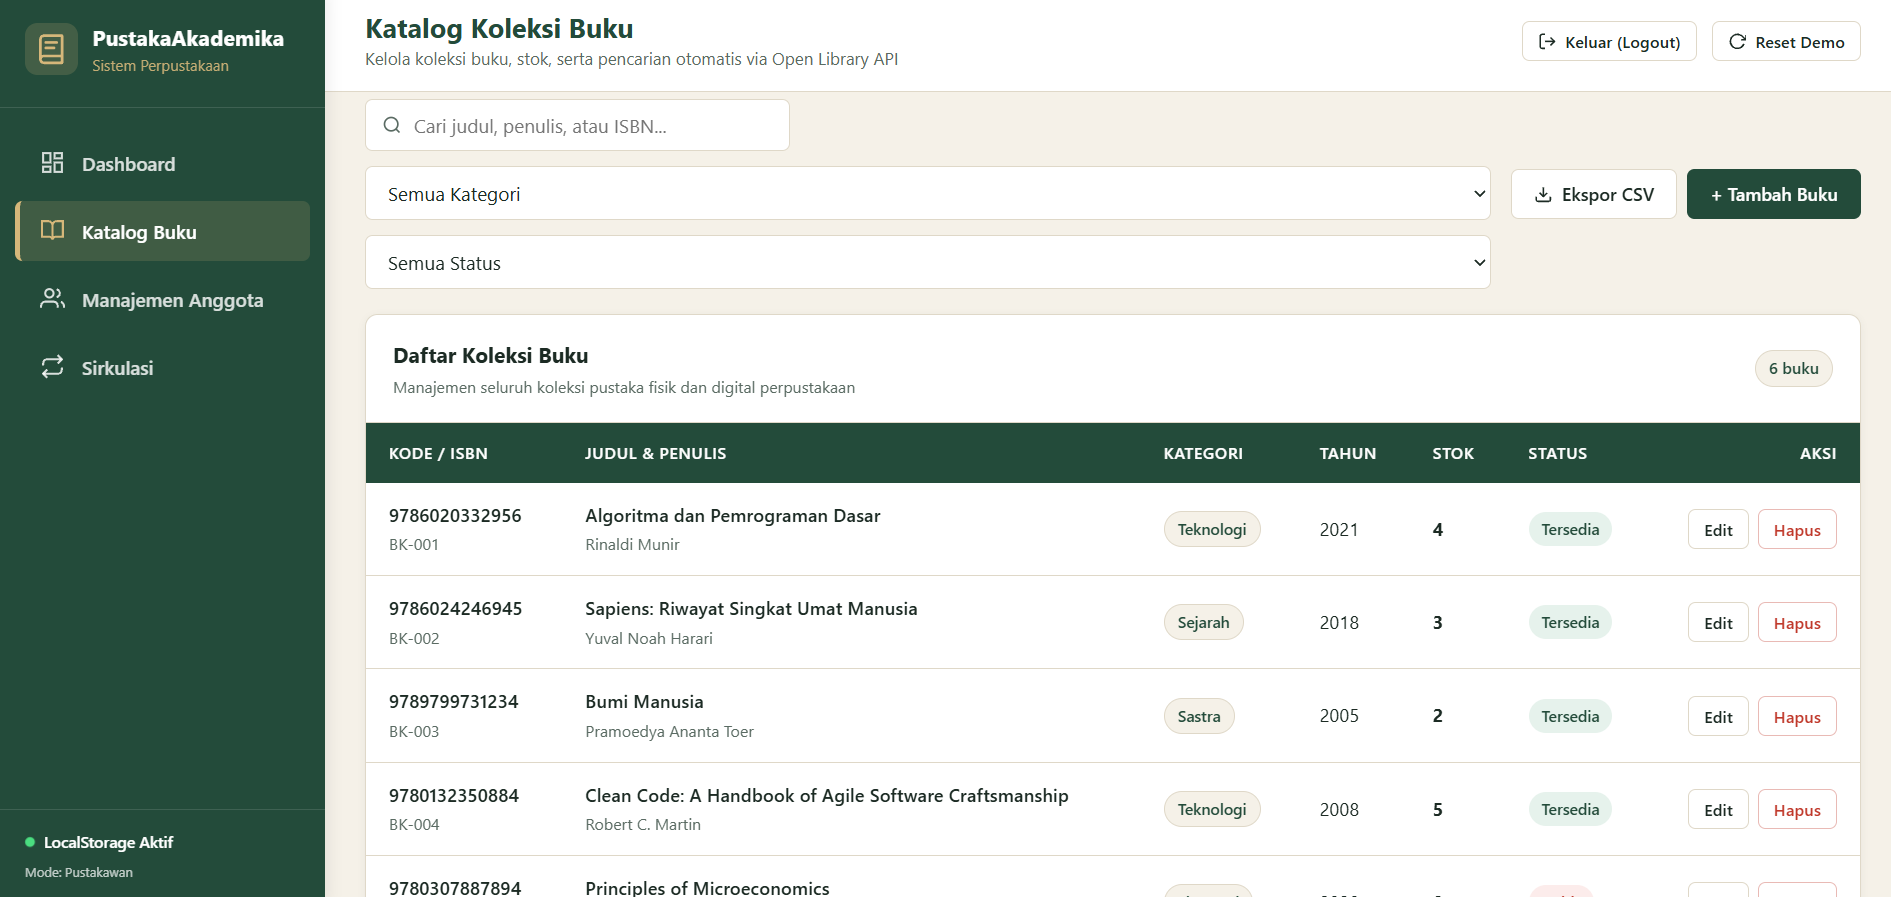 PustakaAkademika
Sistem Perpustakaan
Dashboard
Katalog Buku
Manajemen Anggota
Sirkulasi
LocalStorage Aktif
Mode: Pustakawan
Katalog Koleksi Buku
Kelola koleksi buku, stok, serta pencarian otomatis via Open Library API
Keluar (Logout)
Reset Demo
Cari judul, penulis, atau ISBN...
Semua Kategori
Ekspor CSV
+ Tambah Buku
Semua Status
Daftar Koleksi Buku
Manajemen seluruh koleksi pustaka fisik dan digital perpustakaan
6 buku
KODE / ISBN JUDUL & PENULIS KATEGORI TAHUN STOK STATUS AKSI
9786020332956 Algoritma dan Pemrograman Dasar Teknologi 2021 4 Tersedia Edit Hapus
BK-001 Rinaldi Munir
9786024246945 Sapiens: Riwayat Singkat Umat Manusia Sejarah 2018 3 Tersedia Edit Hapus
BK-002 Yuval Noah Harari
9789799731234 Bumi Manusia Sastra 2005 2 Tersedia Edit Hapus
BK-003 Pramoedya Ananta Toer
9780132350884 Clean Code: A Handbook of Agile Software Craftsmanship Teknologi 2008 5 Tersedia Edit Hapus
BK-004 Robert C. Martin
9780307887894 Principles of Microeconomics